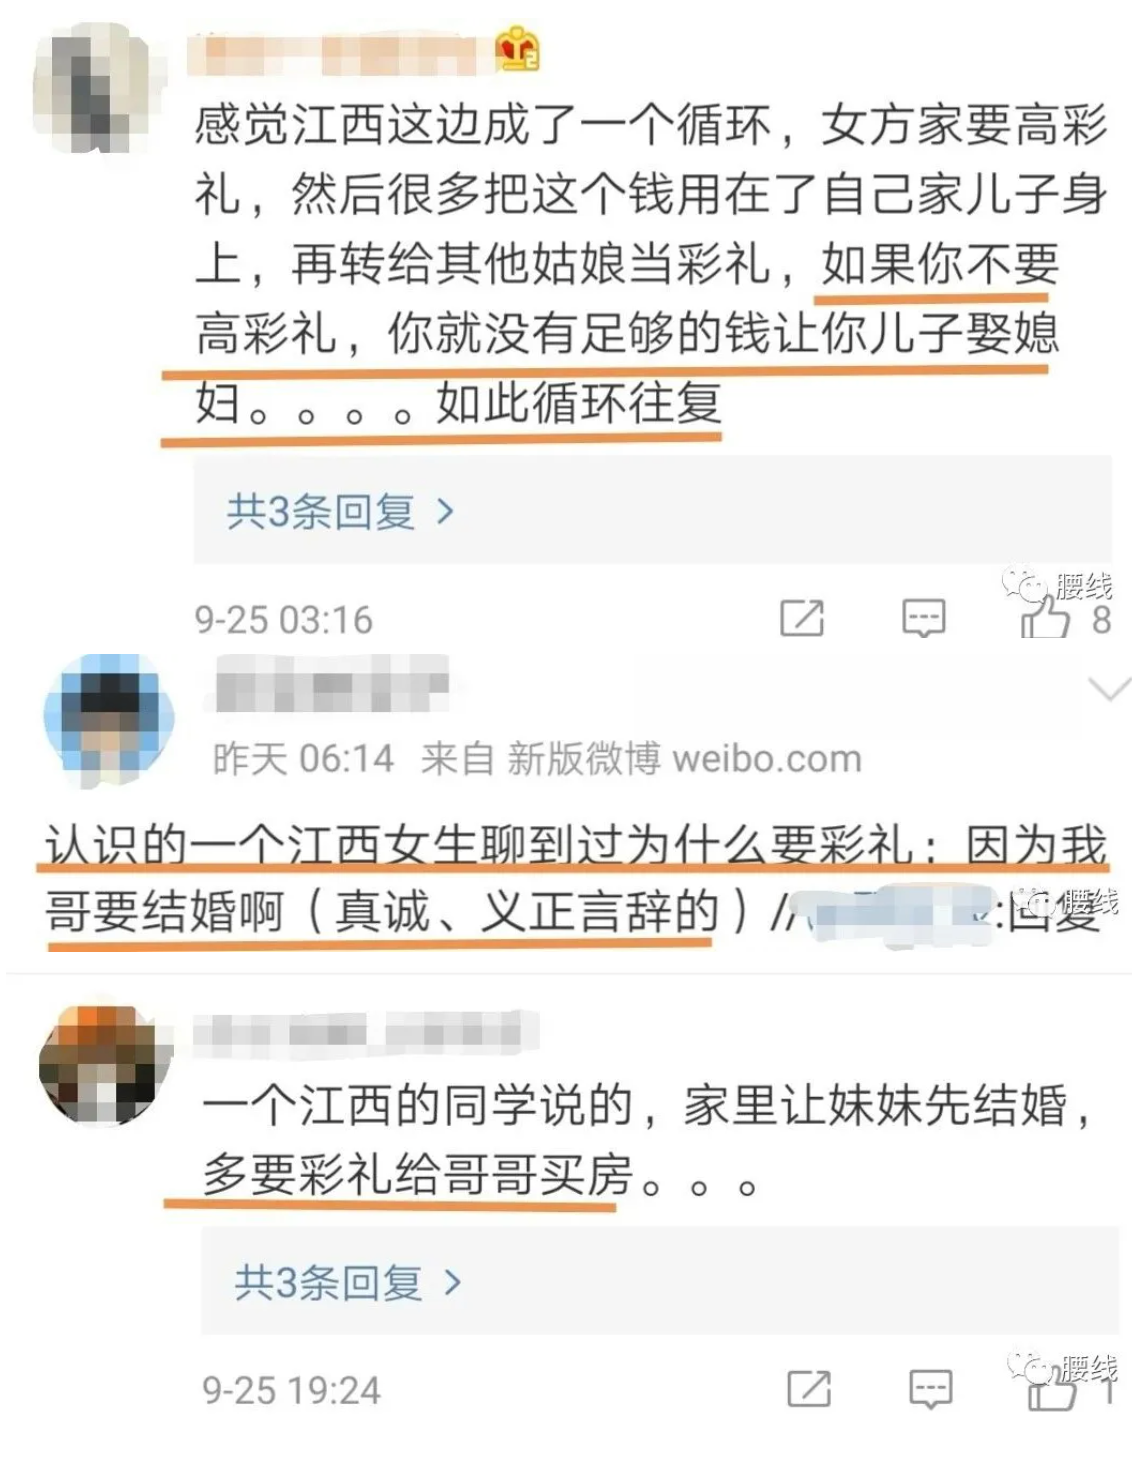 感觉江西这边成了一个循环，女方家要高彩
礼，然后很多把这个钱用在了自己家儿子身
上，再转给其他姑娘当彩礼，如果你不要
高彩礼，你就没有足够的钱让你儿子娶媳
妇。。。。如此循环往复
共3条回复 >
腰线
9-25 03:16
8
昨天 06:14 来自 新版微博 weibo.com
认识的一个江西女生聊到过为什么要彩礼：因为我
哥要结婚啊（真诚、义正言辞的）//
:回复
腰线
一个江西的同学说的，家里让妹妹先结婚，
多要彩礼给哥哥买房。。。
共3条回复 >
腰线
9-25 19:24
1